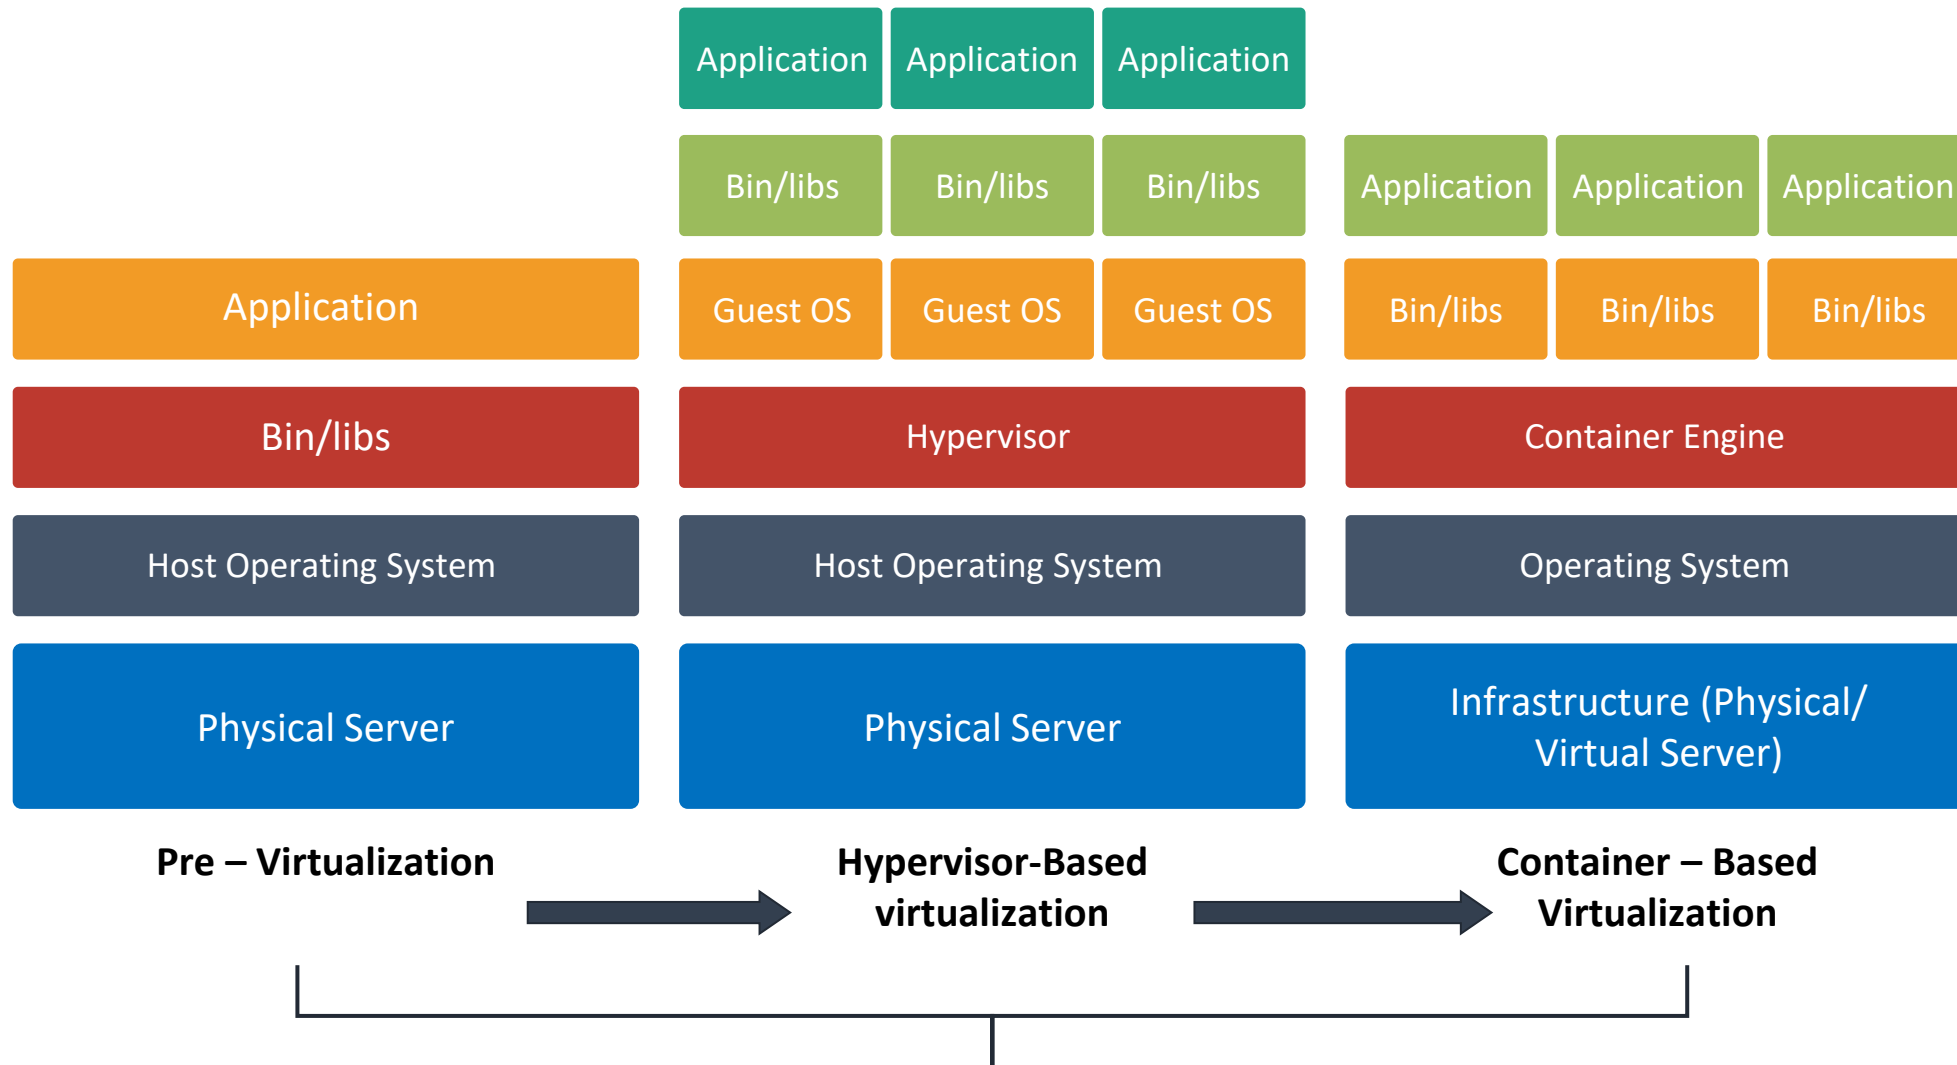 Application Application Application
Bin/libs Bin/libs Bin/libs Application Application Application
Application Guest OS Guest OS Guest OS Bin/libs Bin/libs Bin/libs
Bin/libs Hypervisor Container Engine
Host Operating System Host Operating System Operating System
Physical Server Physical Server Infrastructure (Physical/
Virtual Server)
Pre – Virtualization Hypervisor-Based Container – Based
virtualization Virtualization